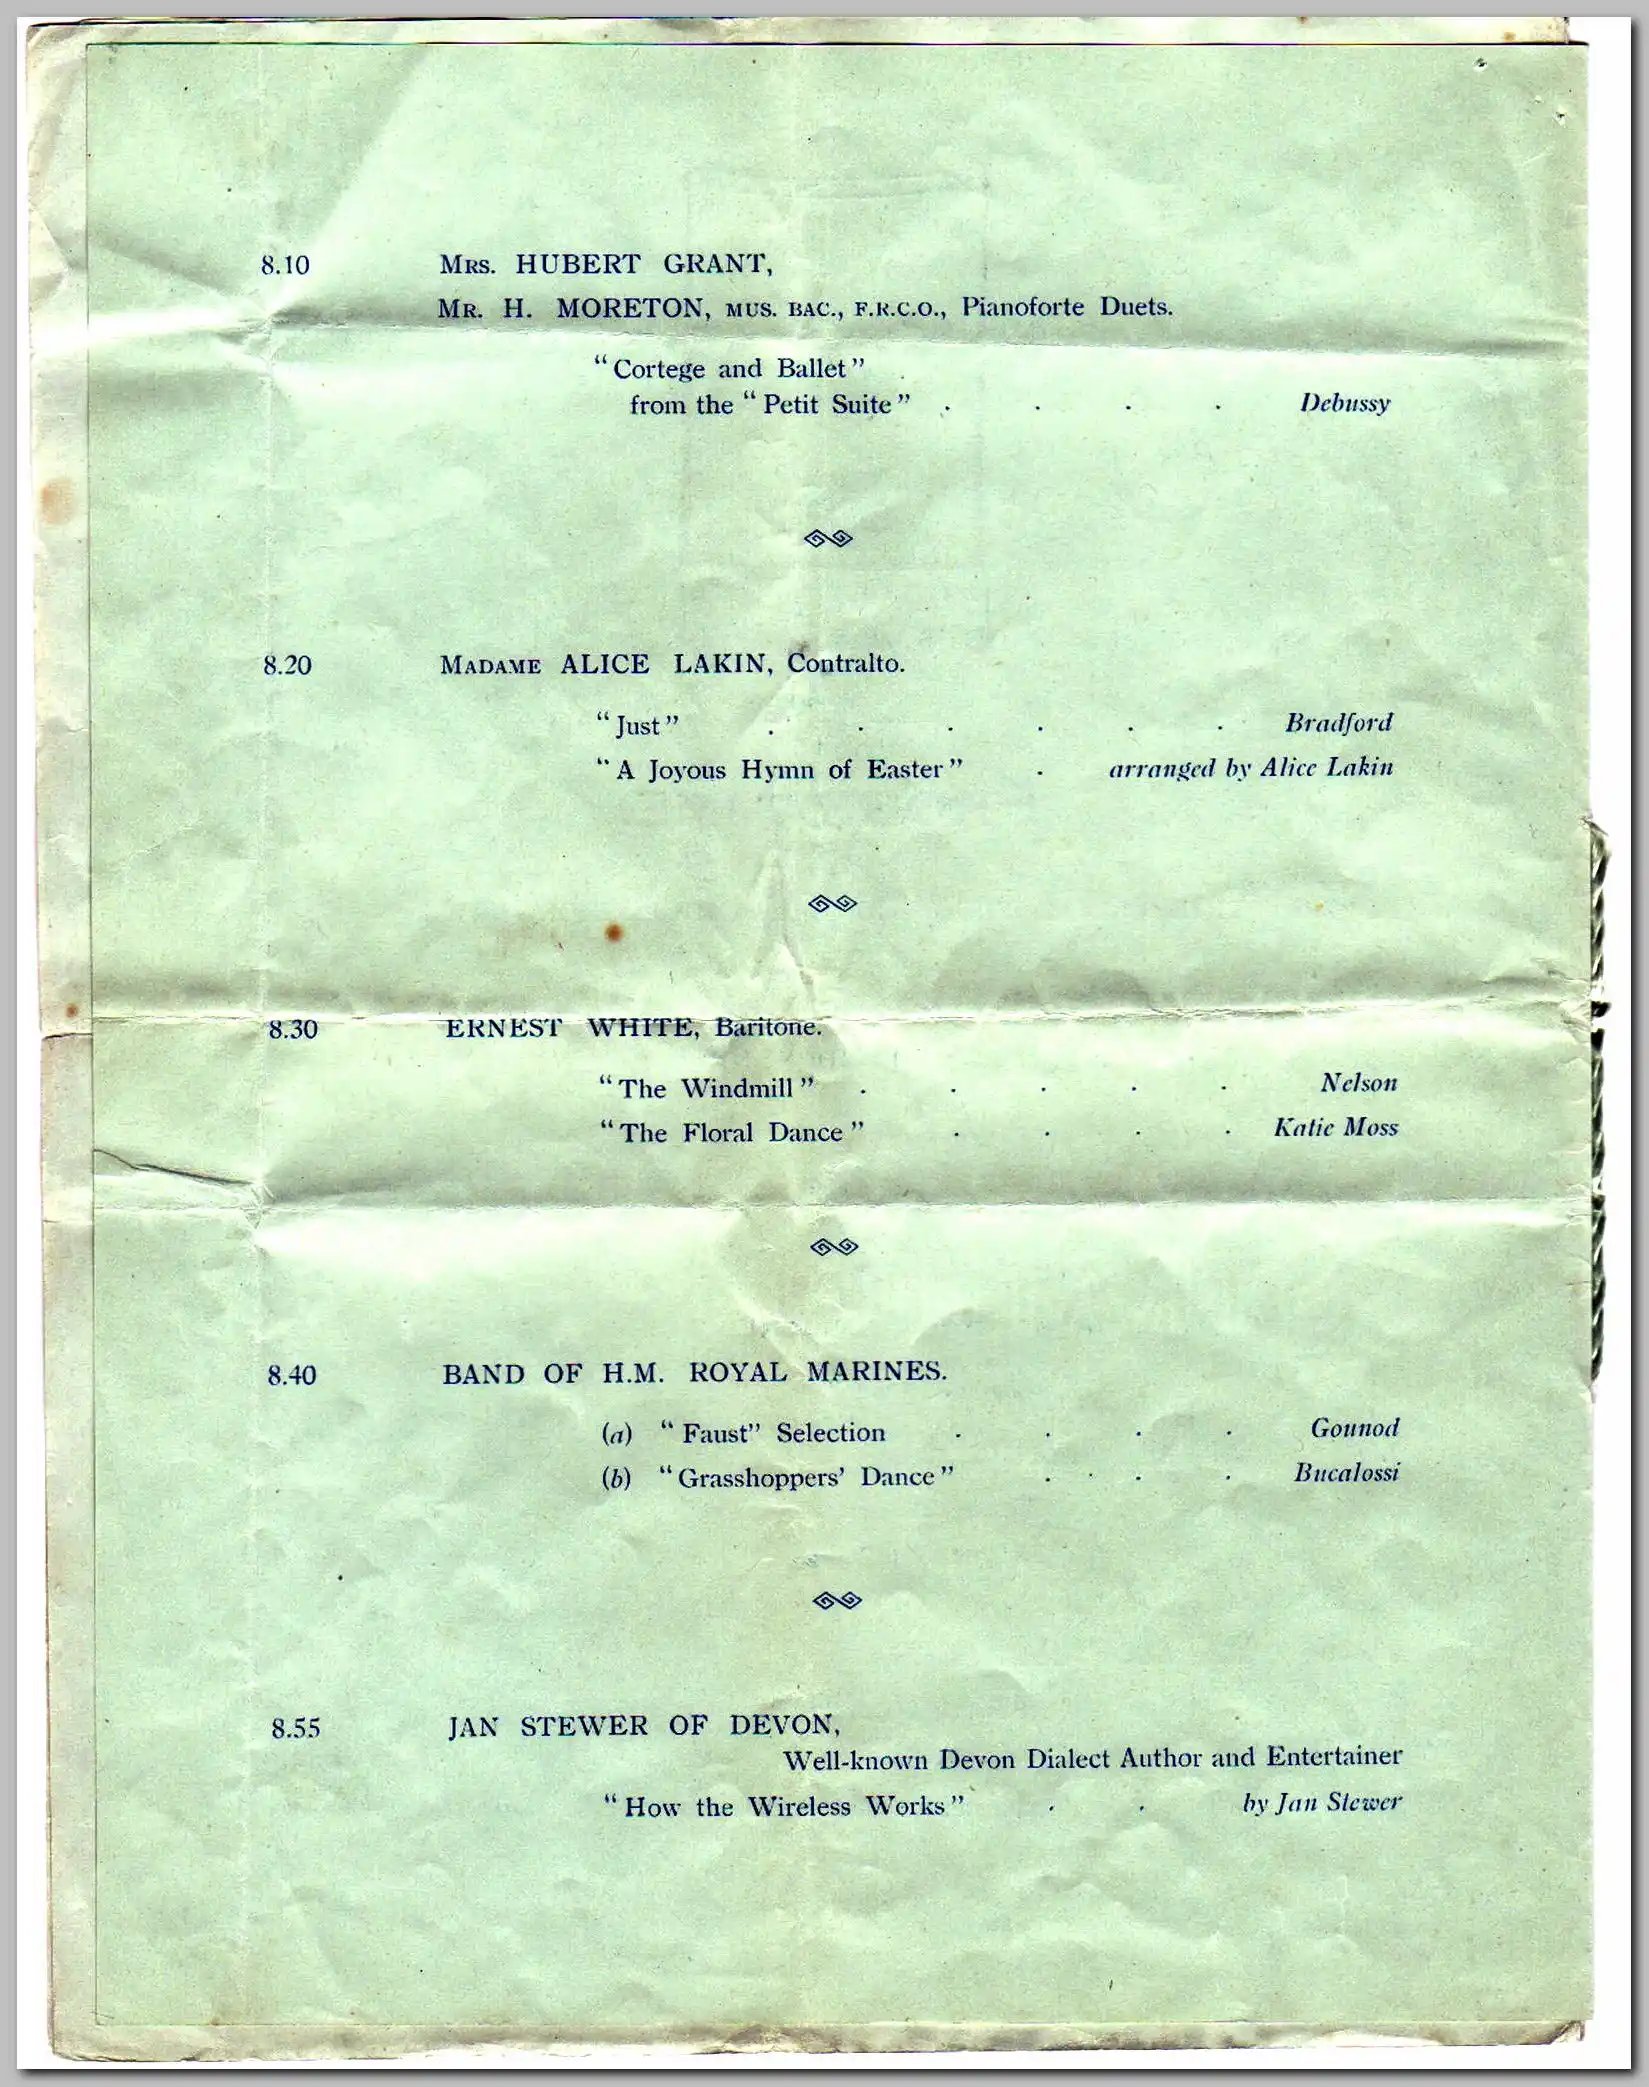 8.10 Mrs. HUBERT GRANT,
Mr. H. MORETON, MUS. BAC., F.R.C.O., Pianoforte Duets.
“Cortege and Ballet”
from the “Petit Suite” . . . . Debussy
8.20 Madame ALICE LAKIN, Contralto.
“Just” . . . . . . Bradford
“A Joyous Hymn of Easter” . arranged by Alice Lakin
8.30 ERNEST WHITE, Baritone.
“The Windmill” . . . . . Nelson
“The Floral Dance” . . . . Katie Moss
8.40 BAND OF H.M. ROYAL MARINES.
(a) “Faust” Selection . . . . Gounod
(b) “Grasshoppers’ Dance” . . . . Bucalossi
8.55 JAN STEWER OF DEVON,
Well-known Devon Dialect Author and Entertainer
“How the Wireless Works” . . by Jan Stewer